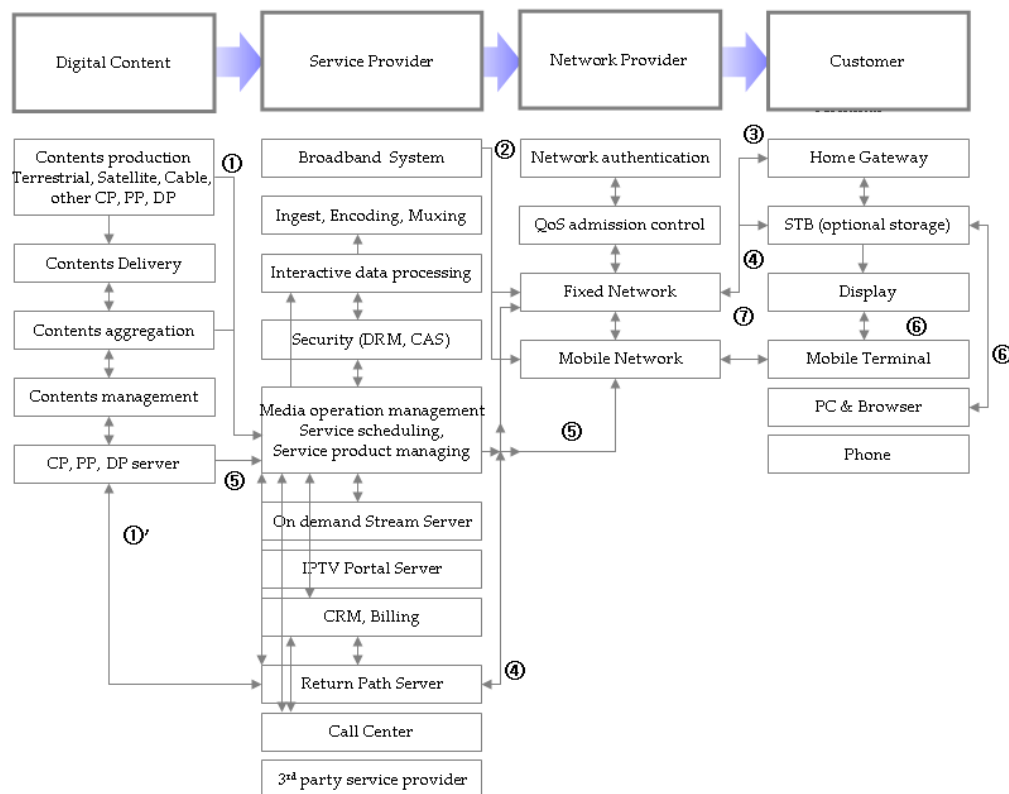 Digital Content
Service Provider
Network Provider
Customer
Contents production
Terrestrial, Satellite, Cable,
other CP, PP, DP
①
Contents Delivery
Contents aggregation
Contents management
CP, PP, DP server
⑤
①′
Broadband System
②
Ingest, Encoding, Muxing
Interactive data processing
Security (DRM, CAS)
Media operation management
Service scheduling,
Service product managing
⑤
On demand Stream Server
IPTV Portal Server
CRM, Billing
Return Path Server
④
Call Center
3rd party service provider
Network authentication
QoS admission control
Fixed Network
Mobile Network
③
Home Gateway
STB (optional storage)
④
Display
⑦
⑥
Mobile Terminal
⑥
PC & Browser
Phone